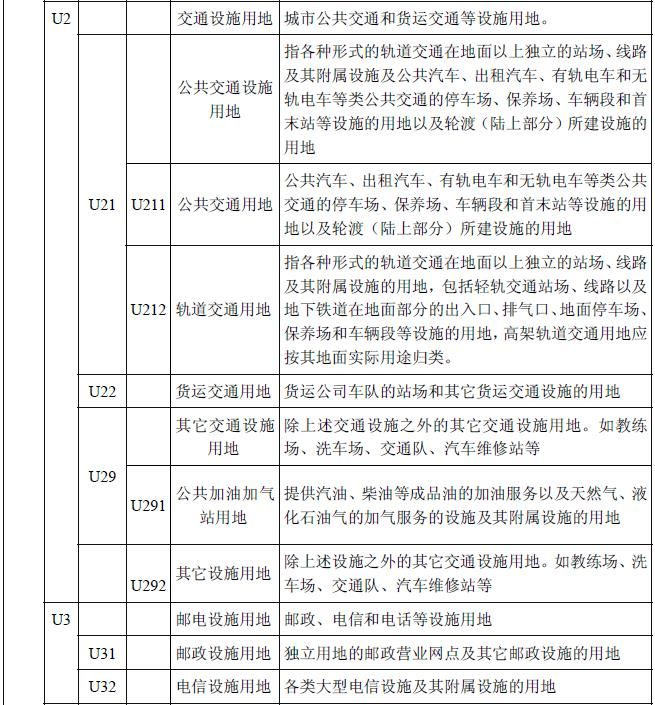 U2 交通设施用地 城市公共交通和货运交通等设施用地。
U21 公共交通设施用地 指各种形式的轨道交通在地面以上独立的站场、线路
及其附属设施及公共汽车、出租汽车、有轨电车和无
轨电车等类公共交通的停车场、保养场、车辆段和首
末站等设施的用地以及轮渡（陆上部分）所建设施的
用地
U211 公共交通用地 公共汽车、出租汽车、有轨电车和无轨电车等类公共
交通的停车场、保养场、车辆段和首末站等设施的用
地以及轮渡（陆上部分）所建设施的用地
U212 轨道交通用地 指各种形式的轨道交通在地面以上独立的站场、线路
及其附属设施的用地，包括轻轨交通站场、线路以及
地下铁道在地面部分的出入口、排气口、地面停车场、
保养场和车辆段等设施的用地，高架轨道交通用地应
按其地面实际用途归类。
U22 货运交通用地 货运公司车队的站场和其它货运交通设施的用地
U29 其它交通设施用地 除上述交通设施之外的其它交通设施用地。如教练
场、洗车场、交通队、汽车维修站等
U291 公共加油加气站用地 提供汽油、柴油等成品油的加油服务以及天然气、液
化石油气的加气服务的设施及其附属设施的用地
U292 其它设施用地 除上述设施之外的其它交通设施用地。如教练场、洗
车场、交通队、汽车维修站等
U3 邮电设施用地 邮政、电信和电话等设施用地
U31 邮政设施用地 独立用地的邮政营业网点及其它邮政设施的用地
U32 电信设施用地 各类大型电信设施及其附属设施的用地